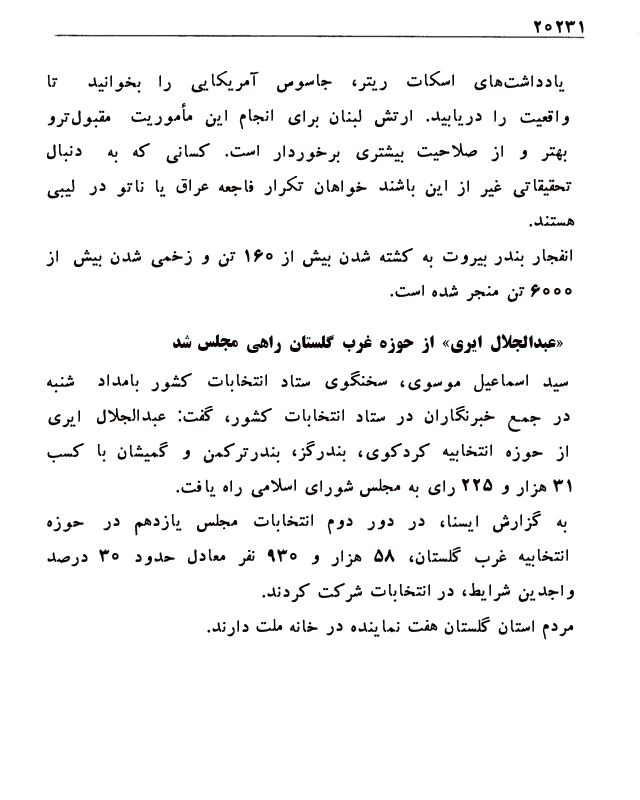 ۲۰۲۳۱
یادداشت‌های اسکات ریتر، جاسوس آمریکایی را بخوانید تا
واقعیت را دریابید. ارتش لبنان برای انجام این مأموریت مقبول‌ترو
بهتر و از صلاحیت بیشتری برخوردار است. کسانی که به دنبال
تحقیقاتی غیر از این باشند خواهان تکرار فاجعه عراق یا ناتو در لیبی
هستند.
انفجار بندر بیروت به کشته شدن بیش از ۱۶۰ تن و زخمی شدن بیش از
۶۰۰۰ تن منجر شده است.
«عبدالجلال ایری» از حوزه غرب گلستان راهی مجلس شد
سید اسماعیل موسوی، سخنگوی ستاد انتخابات کشور بامداد شنبه
در جمع خبرنگاران در ستاد انتخابات کشور، گفت: عبدالجلال ایری
از حوزه انتخابیه کردکوی، بندرگز، بندرترکمن و گمیشان با کسب
۳۱ هزار و ۲۲۵ رای به مجلس شورای اسلامی راه یافت.
به گزارش ایسنا، در دور دوم انتخابات مجلس یازدهم در حوزه
انتخابیه غرب گلستان، ۵۸ هزار و ۹۳۰ نفر معادل حدود ۳۰ درصد
واجدین شرایط، در انتخابات شرکت کردند.
مردم استان گلستان هفت نماینده در خانه ملت دارند.